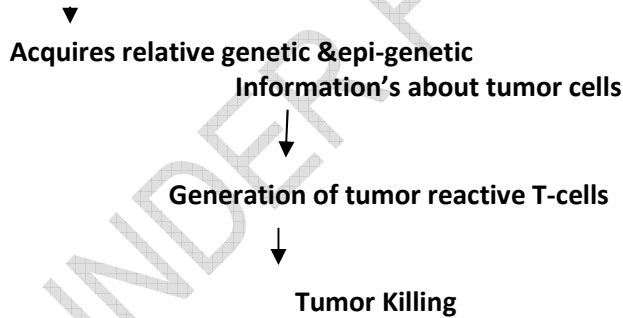 Acquires relative genetic &epi-genetic
Information's about tumor cells
Generation of tumor reactive T-cells
Tumor Killing